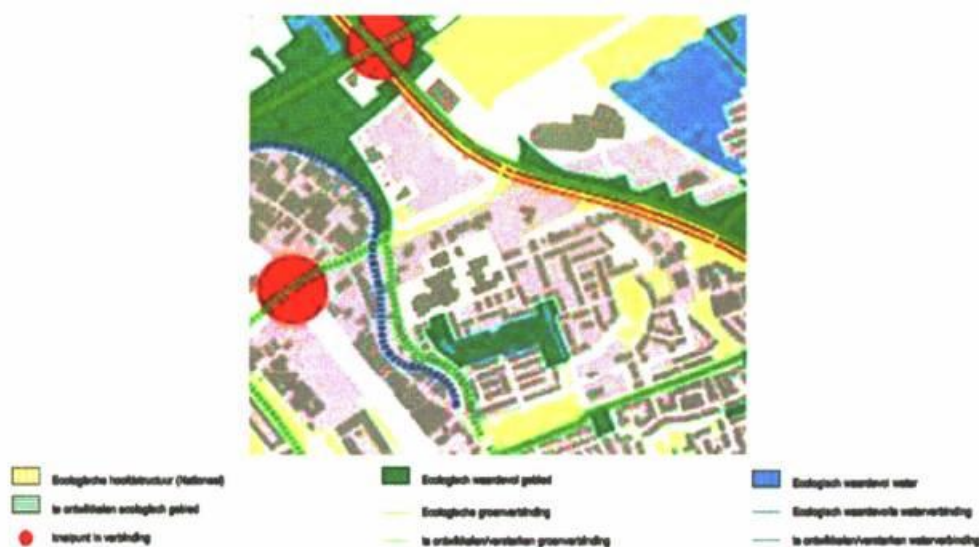 Ecologische hoofdstructuur (Nationaal)
te ontwikkelen ecologisch gebied
knelpunt in verbinding
Ecologisch waardevol gebied
Ecologische groenverbinding
te ontwikkelen/versterken groenverbinding
Ecologisch waardevol water
Ecologisch waardevolle waterverbinding
te ontwikkelen/versterken waterverbinding